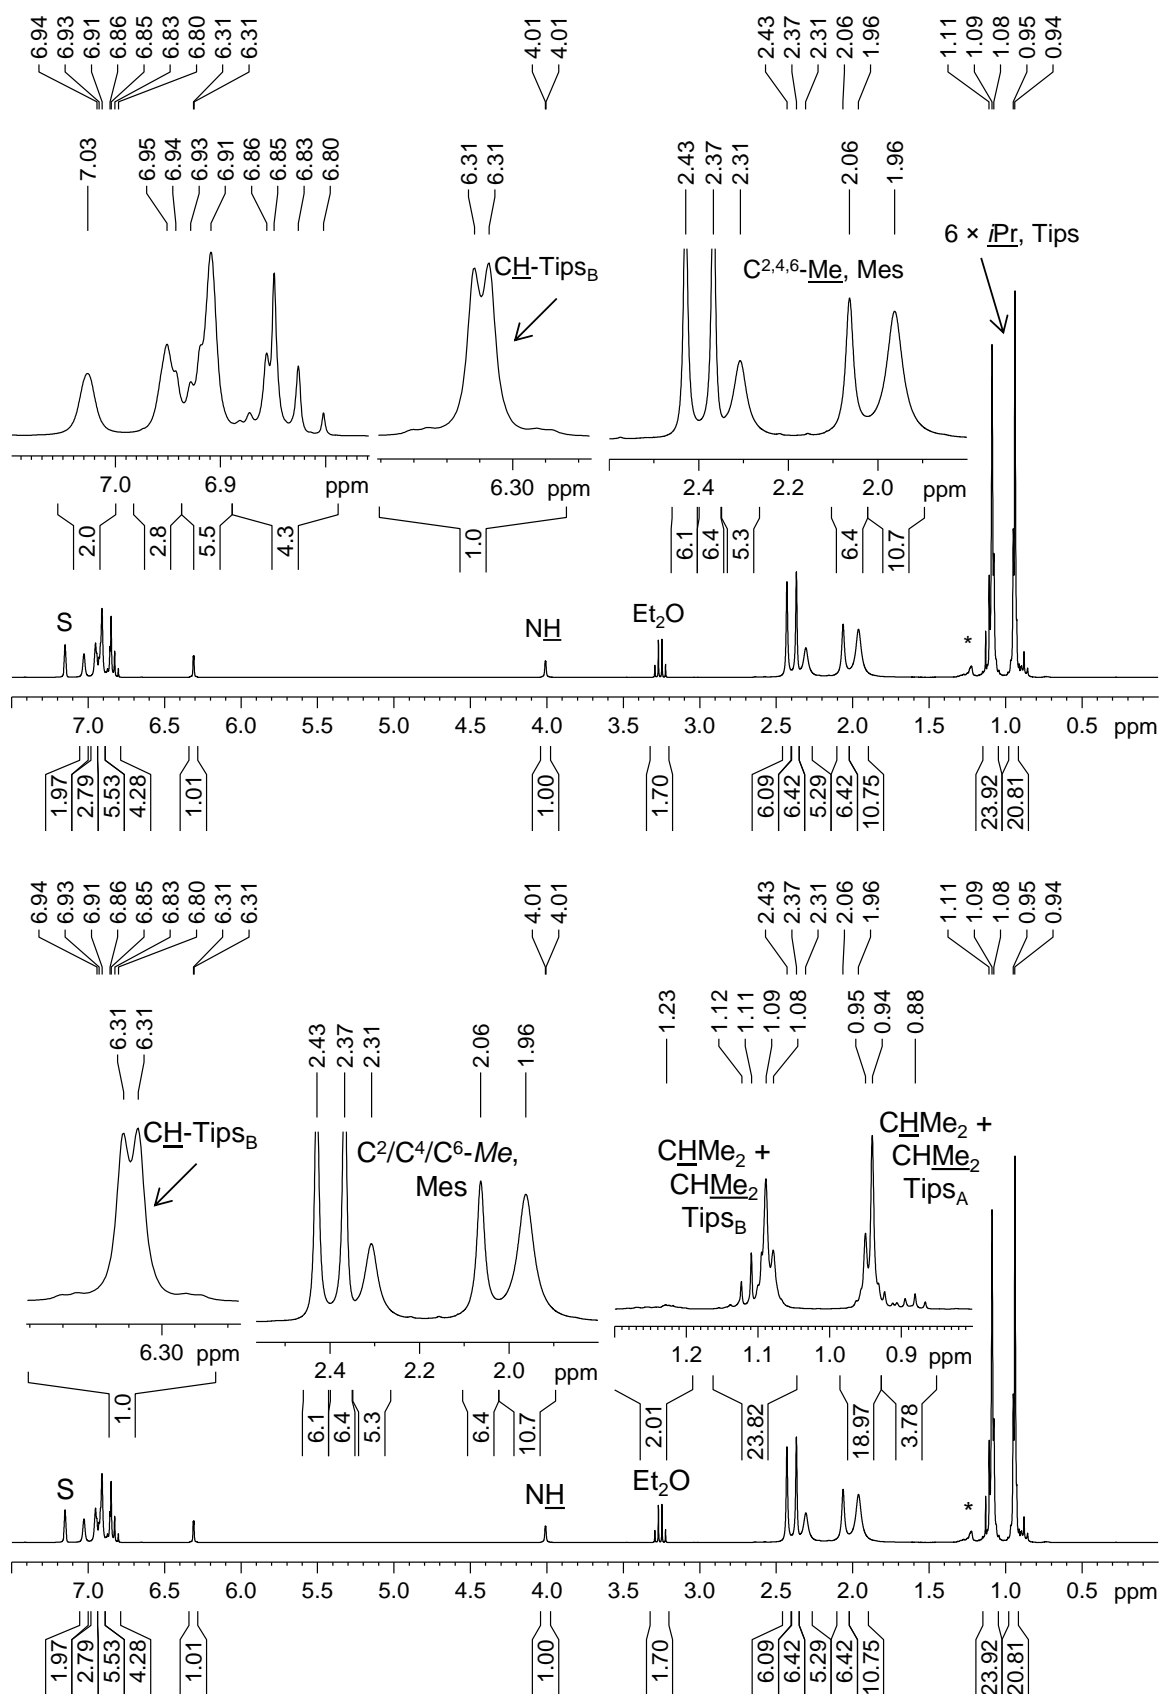 6.94 6.93 6.91 6.86 6.85 6.83 6.80 6.31 6.31 4.01 4.01 2.43 2.37 2.31 2.06 1.96 1.11 1.09 1.08 0.95 0.94
7.03 6.95 6.94 6.93 6.91 6.86 6.85 6.83 6.80 6.31 6.31 2.43 2.37 2.31 2.06 1.96
6 × iPr, Tips
CH-TipsB
C2,4,6-Me, Mes
7.0 6.9 ppm 6.30 ppm 2.4 2.2 2.0 ppm
2.0 2.8 5.5 4.3 1.0 6.1 6.4 5.3 6.4 10.7
S NH Et2O *
7.0 6.5 6.0 5.5 5.0 4.5 4.0 3.5 3.0 2.5 2.0 1.5 1.0 0.5 ppm
1.97 2.79 5.53 4.28 1.01 1.00 1.70 6.09 6.42 5.29 6.42 10.75 23.92 20.81
6.94 6.93 6.91 6.86 6.85 6.83 6.80 6.31 6.31 4.01 4.01 2.43 2.37 2.31 2.06 1.96 1.11 1.09 1.08 0.95 0.94
6.31 6.31 2.43 2.37 2.31 2.06 1.96 1.23 1.12 1.11 1.09 1.08 0.95 0.94 0.88
CH-TipsB
C2/C4/C6-Me,
Mes
CHMe2 +
CHMe2
TipsB
CHMe2 +
CHMe2
TipsA
6.30 ppm 2.4 2.2 2.0 ppm 1.2 1.1 1.0 0.9 ppm
1.0 6.1 6.4 5.3 6.4 10.7 2.01 23.82 18.97 3.78
S NH Et2O *
7.0 6.5 6.0 5.5 5.0 4.5 4.0 3.5 3.0 2.5 2.0 1.5 1.0 0.5 ppm
1.97 2.79 5.53 4.28 1.01 1.00 1.70 6.09 6.42 5.29 6.42 10.75 23.92 20.81